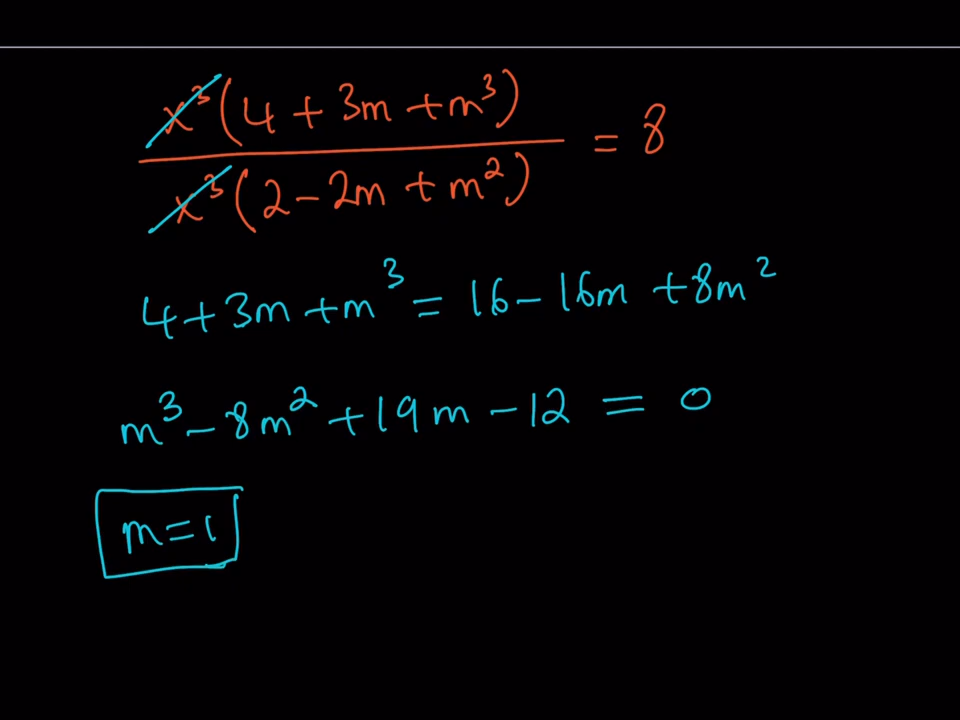 x³(4 + 3m + m³)
x³(2 - 2m + m²)
= 8
4 + 3m + m³ = 16 - 16m + 8m²
m³ - 8m² + 19m - 12 = 0
m = 1